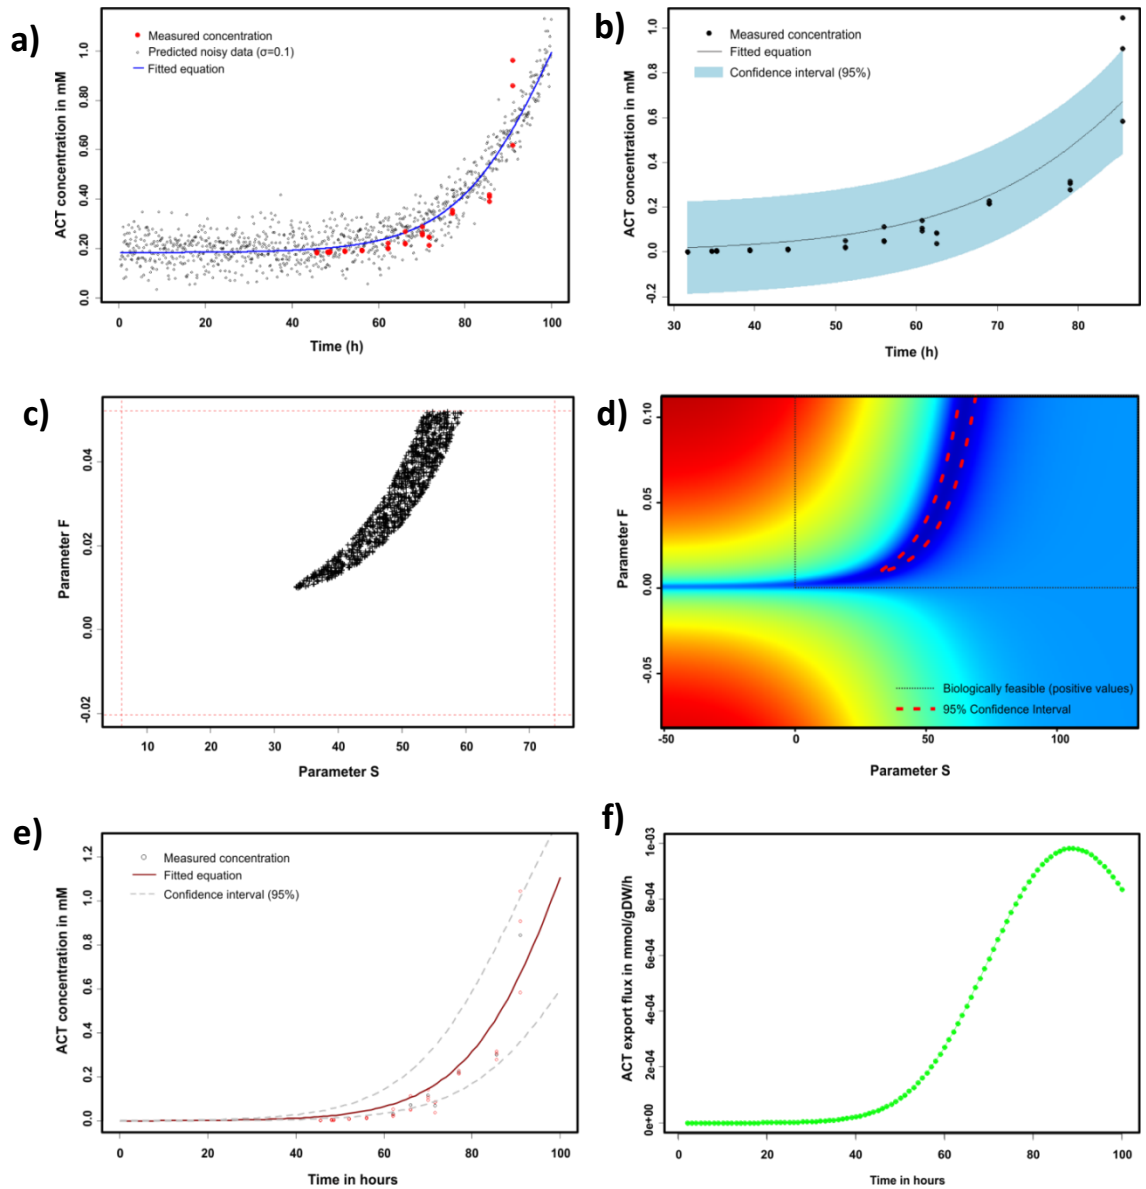 a)
Measured concentration
Predicted noisy data (σ=0.1)
Fitted equation
ACT concentration in mM
0.0
0.20
0.40
0.60
0.80
1.0
0
20
40
60
80
100
Time (h)
b)
Measured concentration
Fitted equation
Confidence interval (95%)
ACT concentration in mM
-0.2
0.0
0.2
0.4
0.6
0.8
1.0
30
40
50
60
70
80
Time (h)
c)
Parameter F
-0.02
0.00
0.02
0.04
10
20
30
40
50
60
70
Parameter S
d)
Parameter F
-0.05
0.00
0.05
0.10
Biologically feasible (positive values)
95% Confidence Interval
-50
0
50
100
Parameter S
e)
Measured concentration
Fitted equation
Confidence interval (95%)
ACT concentration in mM
0.0
0.2
0.4
0.6
0.8
1.0
1.2
0
20
40
60
80
100
Time in hours
f)
ACT export flux in mmol/gDW/h
0e+00
2e-04
4e-04
6e-04
8e-04
1e-03
0
20
40
60
80
100
Time in hours